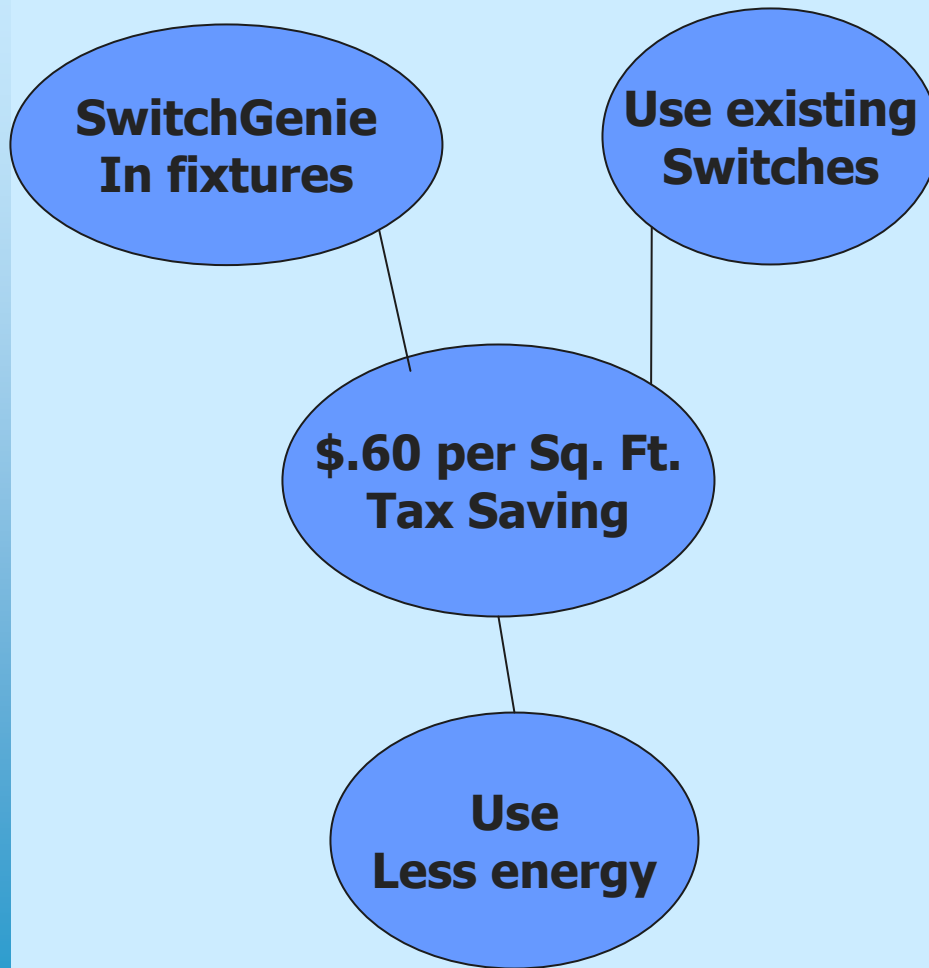 SwitchGenie
In fixtures
Use existing
Switches
$.60 per Sq. Ft.
Tax Saving
Use
Less energy